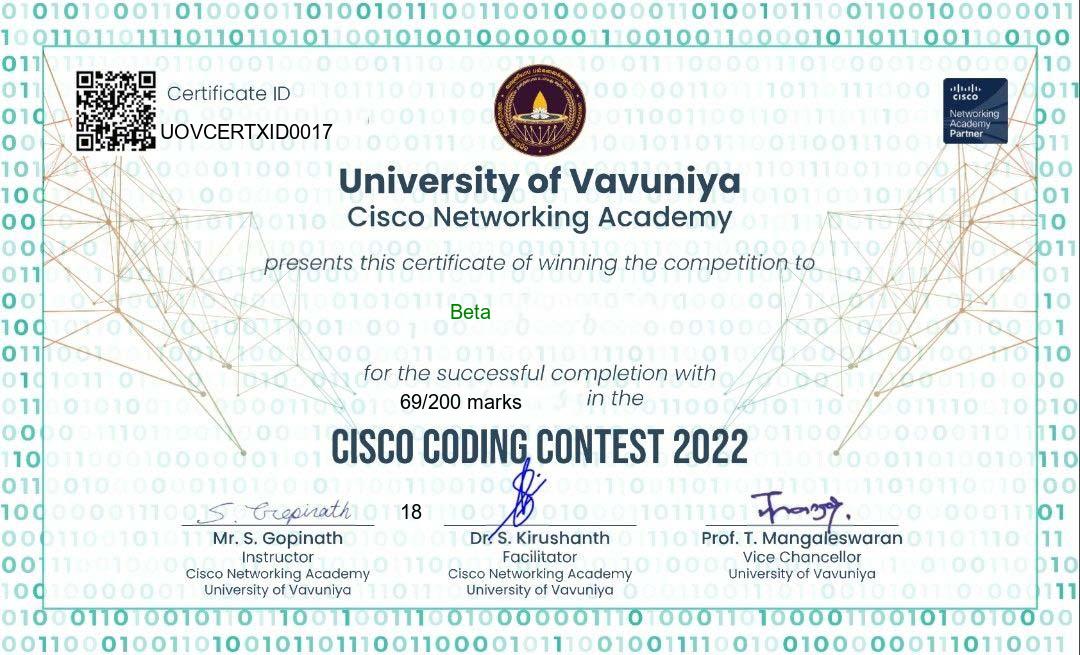 Certificate ID
UOVCERTXID0017
CISCO
Networking
Academy
Partner
University of Vavuniya
Cisco Networking Academy
presents this certificate of winning the competition to
Beta
for the successful completion with
69/200 marks in the
CISCO CODING CONTEST 2022
S. Gopinath 18
Mr. S. Gopinath
Instructor
Cisco Networking Academy
University of Vavuniya
Dr. S. Kirushanth
Facilitator
Cisco Networking Academy
University of Vavuniya
Prof. T. Mangaleswaran
Vice Chancellor
University of Vavuniya